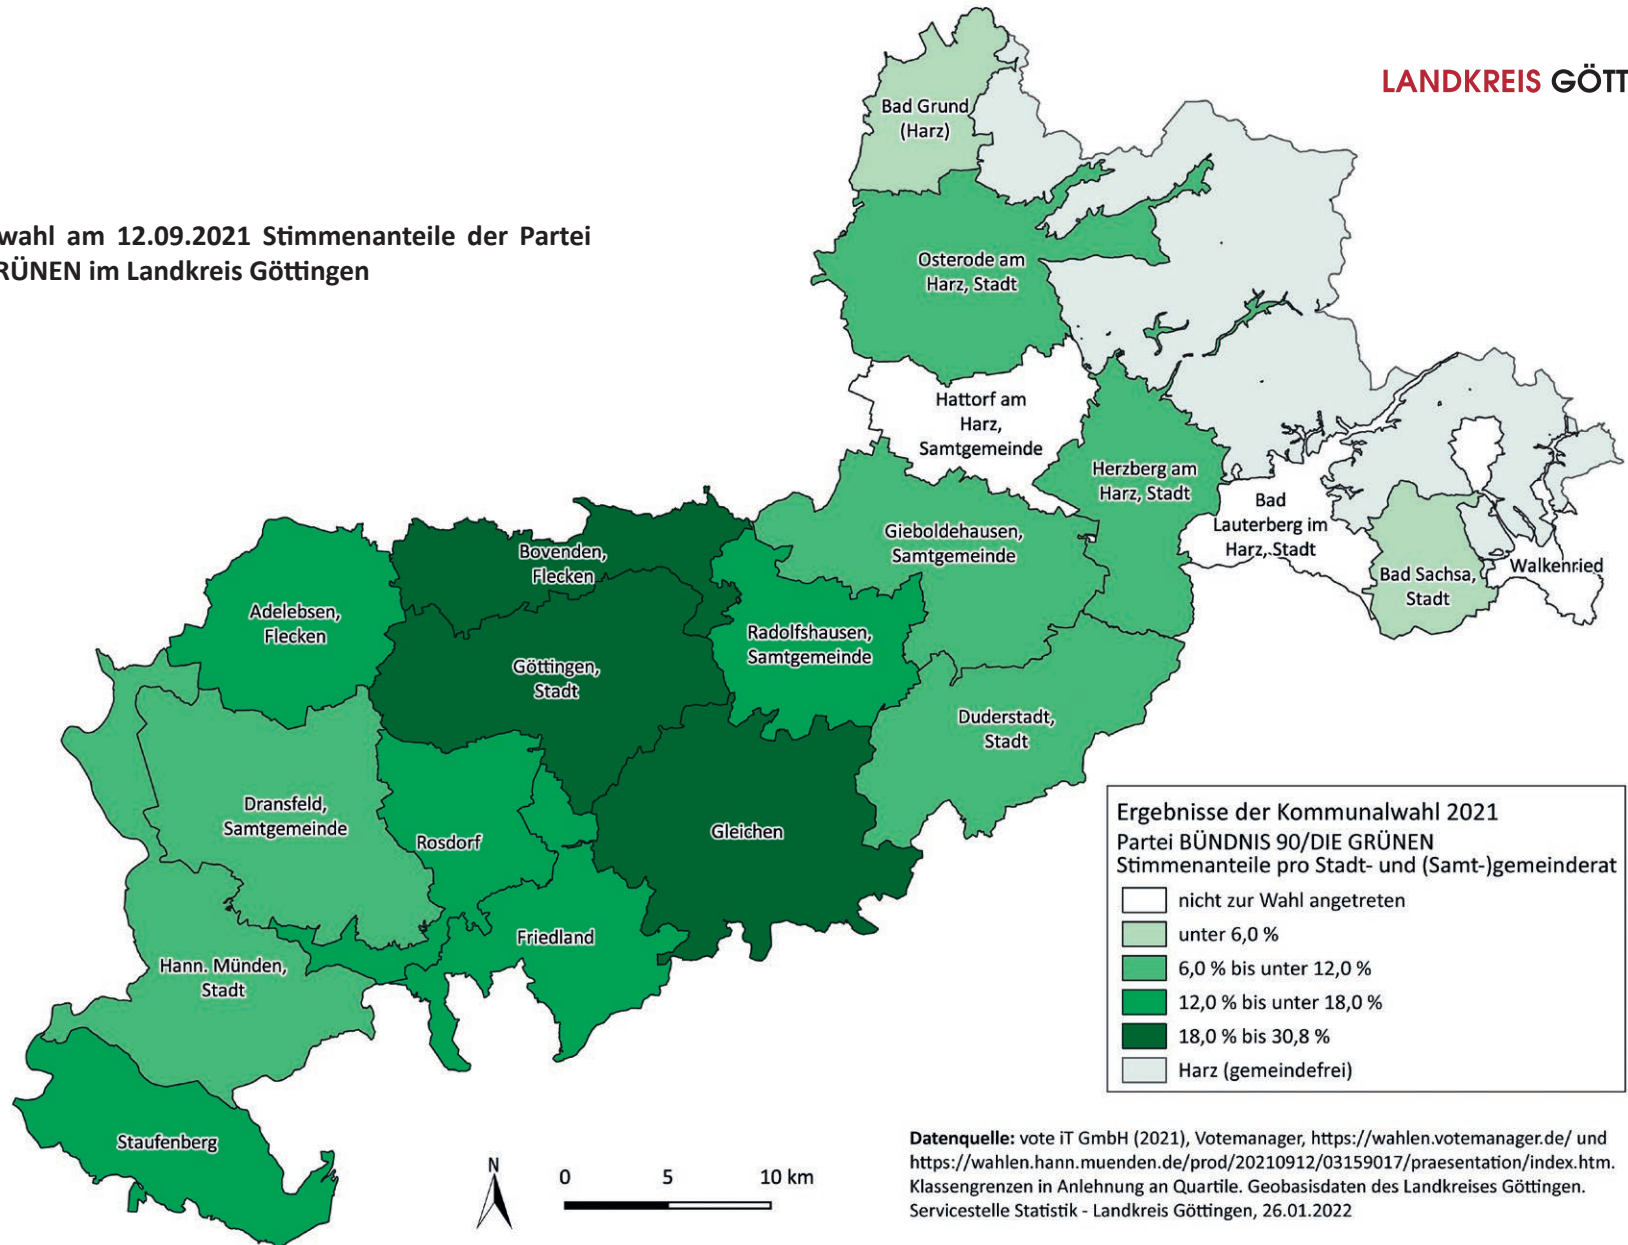 LANDKREIS GÖTT
wahl am 12.09.2021 Stimmenanteile der Partei
RÜNEN im Landkreis Göttingen
Bad Grund
(Harz)
Osterode am
Harz, Stadt
Hattorf am
Harz,
Samtgemeinde
Herzberg am
Harz, Stadt
Bad
Lauterberg im
Harz, Stadt
Walkenried
Bad Sachsa,
Stadt
Gieboldehausen,
Samtgemeinde
Bovenden,
Flecken
Adelebsen,
Flecken
Radolfshausen,
Samtgemeinde
Göttingen,
Stadt
Duderstadt,
Stadt
Dransfeld,
Samtgemeinde
Rosdorf
Gleichen
Friedland
Hann. Münden,
Stadt
Staufenberg
Ergebnisse der Kommunalwahl 2021
Partei BÜNDNIS 90/DIE GRÜNEN
Stimmenanteile pro Stadt- und (Samt-)gemeinderat
nicht zur Wahl angetreten
unter 6,0 %
6,0 % bis unter 12,0 %
12,0 % bis unter 18,0 %
18,0 % bis 30,8 %
Harz (gemeindefrei)
N
0 5 10 km
Datenquelle: vote iT GmbH (2021), Votemanager, https://wahlen.votemanager.de/ und
https://wahlen.hann.muenden.de/prod/20210912/03159017/praesentation/index.htm.
Klassengrenzen in Anlehnung an Quartile. Geobasisdaten des Landkreises Göttingen.
Servicestelle Statistik - Landkreis Göttingen, 26.01.2022